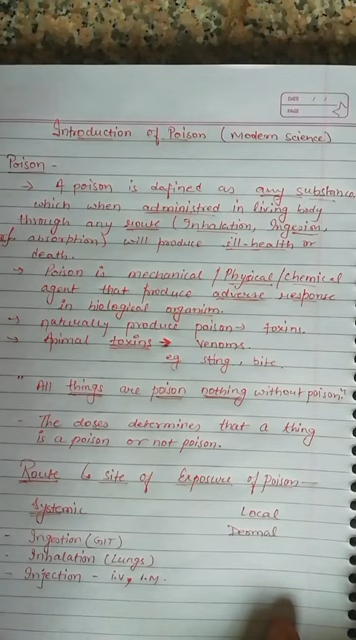 DATE / /
PAGE
Introduction of Poison (Modern Science)
Poison -
→ A poison is defined as any substance
which when administred in living body
through any route (Inhalation, Ingesion,
absorption) will produce ill-health or
death.
→ Poison is mechanical / Physical / chemical
agent that produce adverse response
in biological organism.
→ naturally produce poison → toxins.
→ Animal toxins → venoms.
eg sting, bite.
"All things are poison nothing without poison."
- The doses determines that a thing
is a poison or not poison.
Route & site of Exposure of Poison -
Systemic Local
- Ingestion (GIT) Dermal
- Inhalation (Lungs)
- Injection - I.V, I.M.